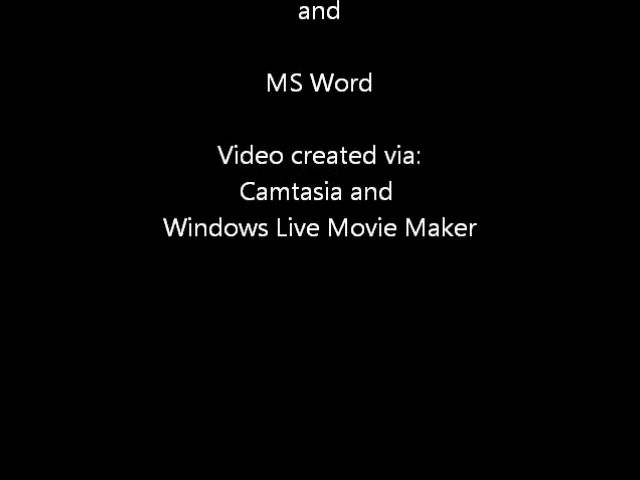 and
MS Word
Video created via:
Camtasia and
Windows Live Movie Maker